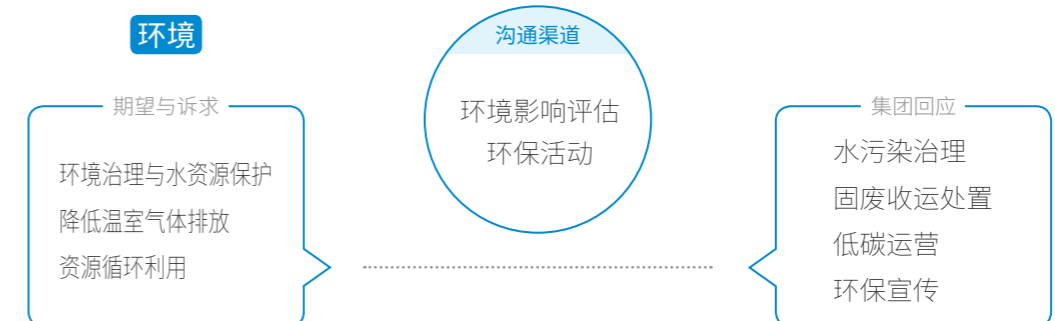 环境
期望与诉求
环境治理与水资源保护
降低温室气体排放
资源循环利用
沟通渠道
环境影响评估
环保活动
集团回应
水污染治理
固废收运处置
低碳运营
环保宣传